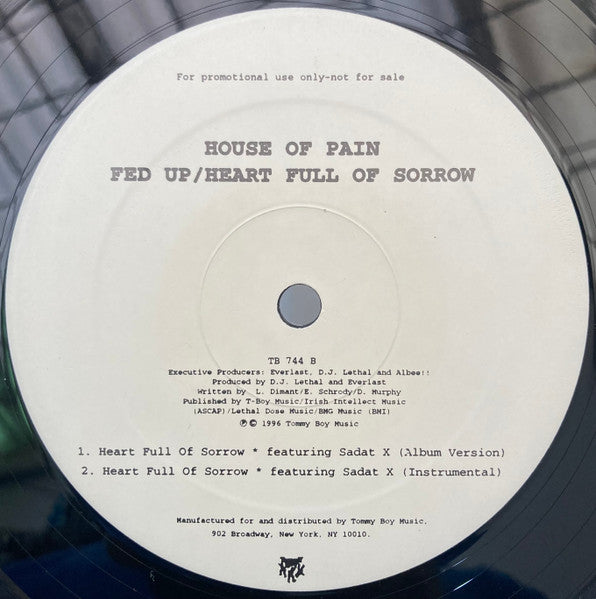 For promotional use only-not for sale
HOUSE OF PAIN
FED UP/HEART FULL OF SORROW
TB 744 B
Executive Producers: Everlast, D.J. Lethal and Albee!!
Produced by D.J. Lethal and Everlast
Written by L. Dimant/E. Schrody/D. Murphy
Published by T-Boy Music/Irish Intellect Music
(ASCAP)/Lethal Dose Music/BMG Music (BMI)
℗© 1996 Tommy Boy Music
1. Heart Full Of Sorrow * featuring Sadat X (Album Version)
2. Heart Full Of Sorrow * featuring Sadat X (Instrumental)
Manufactured for and distributed by Tommy Boy Music,
902 Broadway, New York, NY 10010.